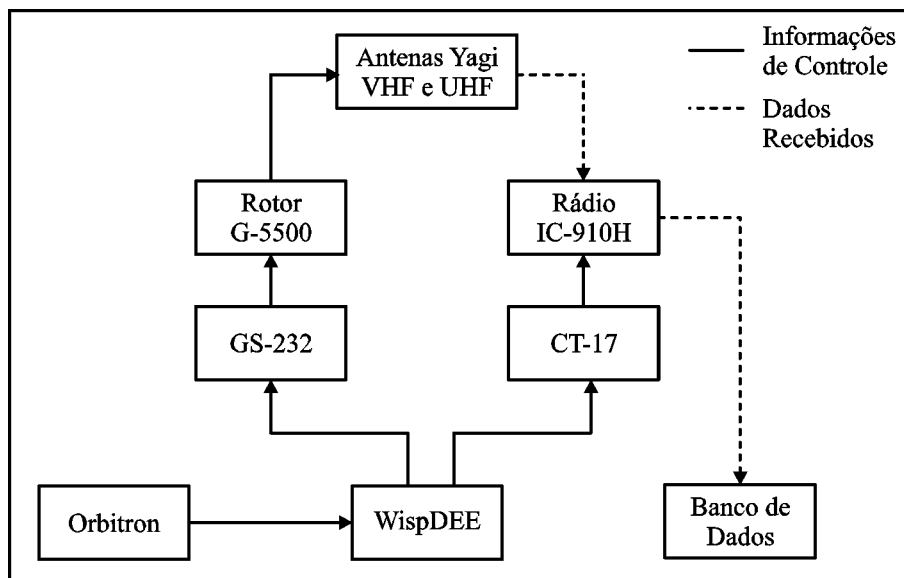 Antenas Yagi
VHF e UHF
Informações
de Controle
Dados
Recebidos
Rotor
G-5500
Rádio
IC-910H
GS-232
CT-17
Orbitron
WispDEE
Banco de
Dados